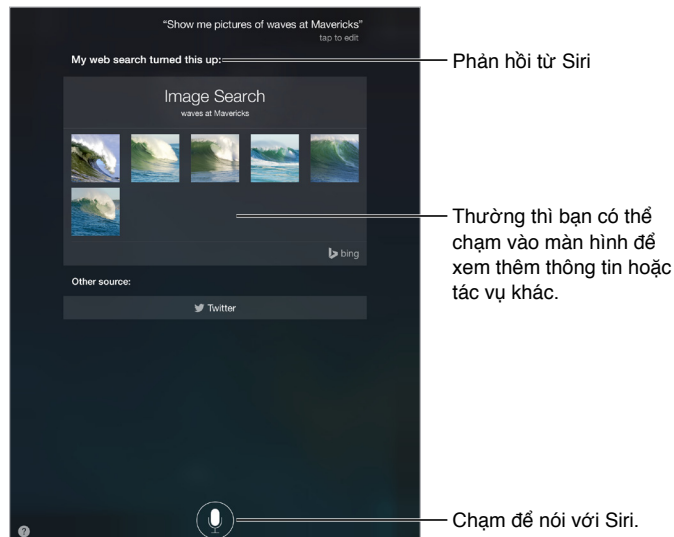 “Show me pictures of waves at Mavericks”
tap to edit
My web search turned this up:
Phản hồi từ Siri
Image Search
waves at Mavericks
Thường thì bạn có thể
chạm vào màn hình để
xem thêm thông tin hoặc
tác vụ khác.
bing
Other source:
Twitter
Chạm để nói với Siri.
?